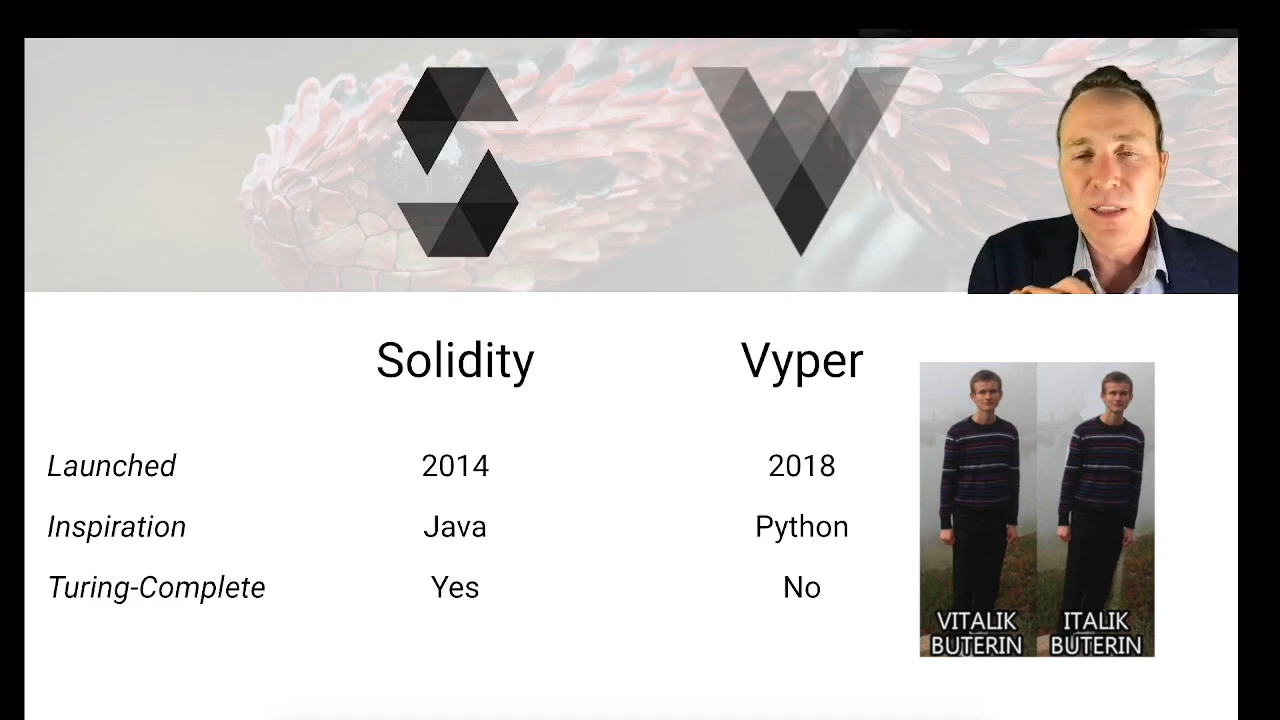 Solidity Vyper
Launched 2014 2018
Inspiration Java Python
Turing-Complete Yes No
VITALIK BUTERIN
ITALIK BUTERIN